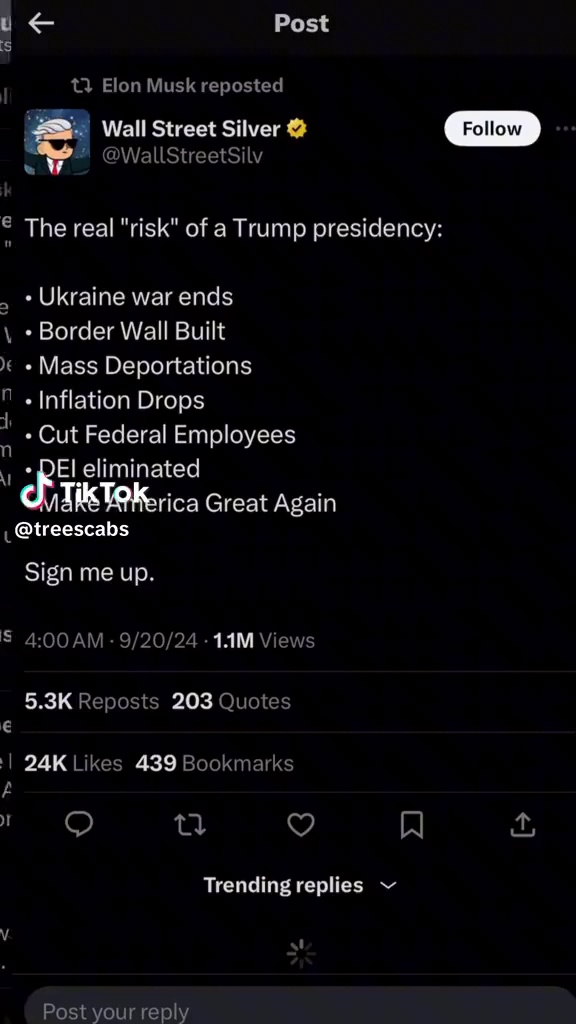 Post
Elon Musk reposted
Wall Street Silver
@WallStreetSilv
Follow
The real "risk" of a Trump presidency:
• Ukraine war ends
• Border Wall Built
• Mass Deportations
• Inflation Drops
• Cut Federal Employees
• DEI eliminated
• Make America Great Again
TikTok
@treescabs
Sign me up.
4:00 AM · 9/20/24 · 1.1M Views
5.3K Reposts 203 Quotes
24K Likes 439 Bookmarks
Trending replies
Post your reply